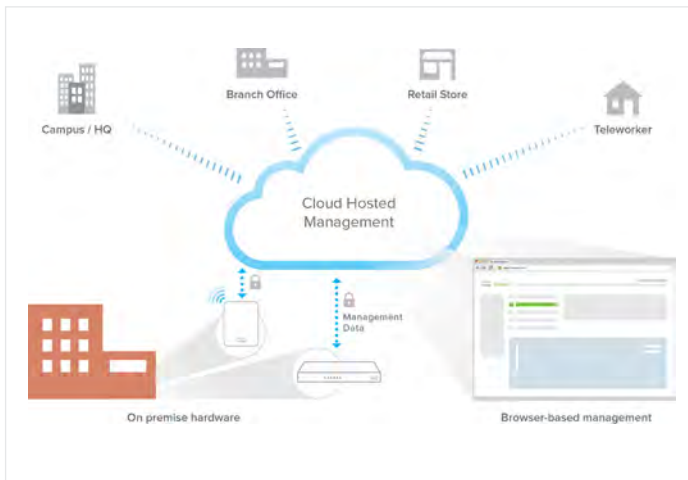 Branch Office
Retail Store
Campus / HQ
Teleworker
Cloud Hosted
Management
Management
Data
On premise hardware
Browser-based management